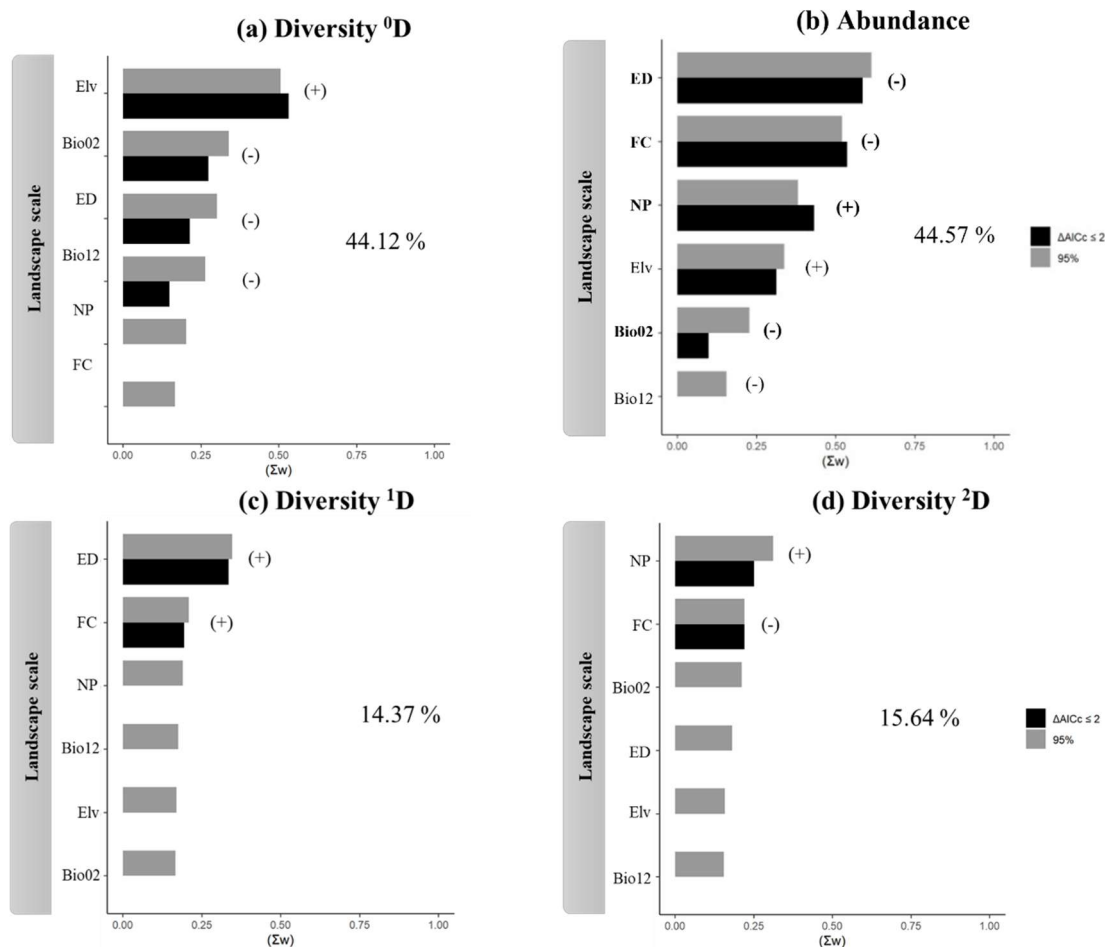 (a) Diversity ⁰D
Landscape scale
Elv
(+)
Bio02
(-)
ED
(-)
Bio12
(-)
NP
FC
44.12 %
0.00 0.25 0.50 0.75 1.00
(Σw)
(b) Abundance
Landscape scale
ED
(-)
FC
(-)
NP
(+)
Elv
(+)
Bio02
(-)
Bio12
(-)
44.57 %
ΔAICc ≤ 2
95%
0.00 0.25 0.50 0.75 1.00
(Σw)
(c) Diversity ¹D
Landscape scale
ED
(+)
FC
(+)
NP
Bio12
Elv
Bio02
14.37 %
0.00 0.25 0.50 0.75 1.00
(Σw)
(d) Diversity ²D
Landscape scale
NP
(+)
FC
(-)
Bio02
ED
Elv
Bio12
15.64 %
ΔAICc ≤ 2
95%
0.00 0.25 0.50 0.75 1.00
(Σw)